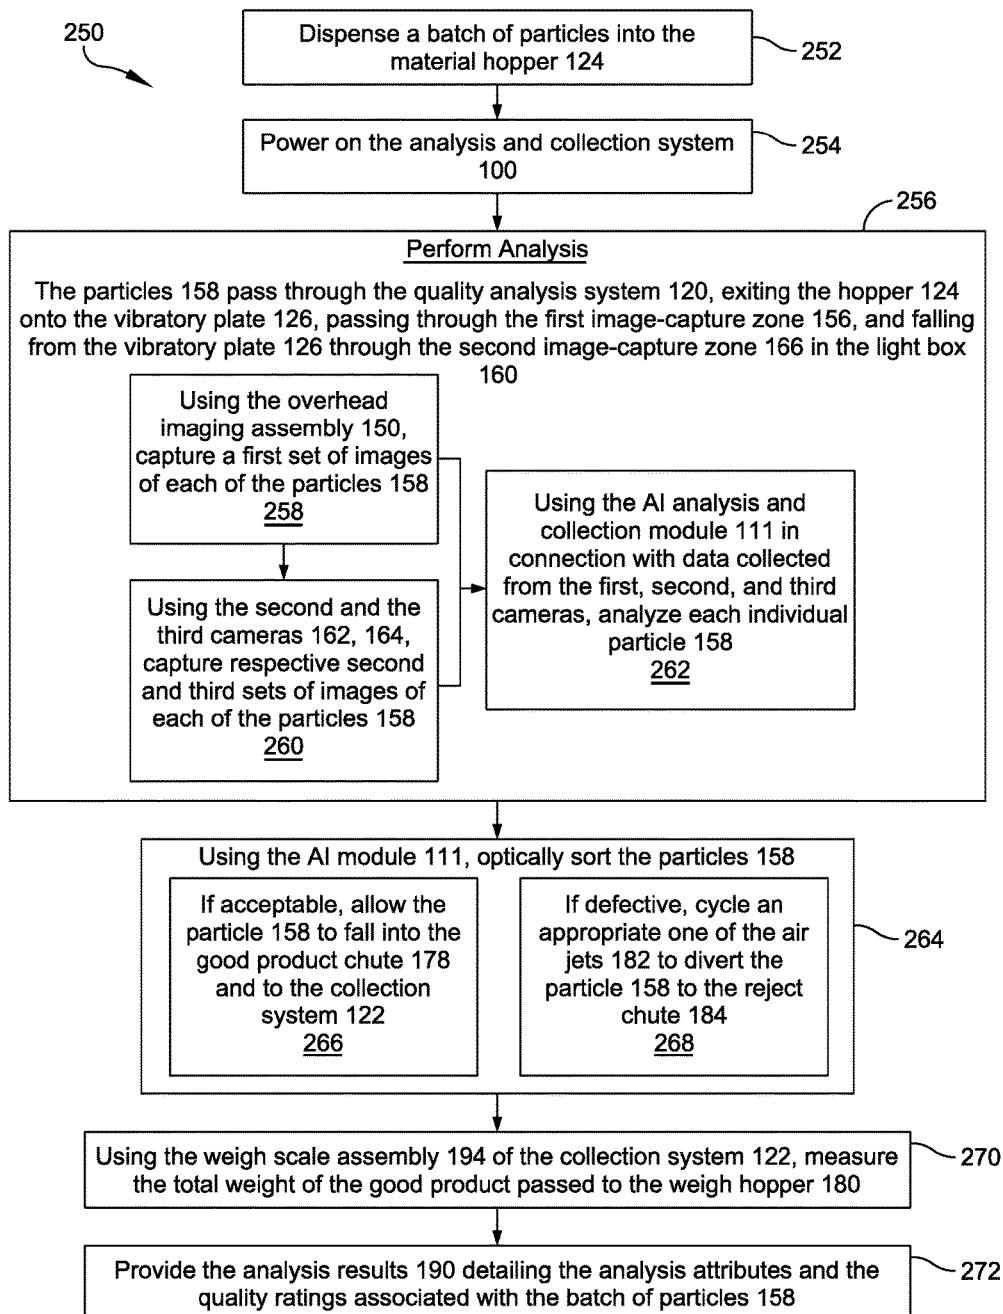 250
Dispense a batch of particles into the
material hopper 124
252
Power on the analysis and collection system
100
254
256
Perform Analysis
The particles 158 pass through the quality analysis system 120, exiting the hopper 124
onto the vibratory plate 126, passing through the first image-capture zone 156, and falling
from the vibratory plate 126 through the second image-capture zone 166 in the light box
160
Using the overhead
imaging assembly 150,
capture a first set of images
of each of the particles 158
258
Using the second and the
third cameras 162, 164,
capture respective second
and third sets of images of
each of the particles 158
260
Using the AI analysis and
collection module 111 in
connection with data collected
from the first, second, and third
cameras, analyze each individual
particle 158
262
Using the AI module 111, optically sort the particles 158
If acceptable, allow the
particle 158 to fall into the
good product chute 178
and to the collection
system 122
266
If defective, cycle an
appropriate one of the air
jets 182 to divert the
particle 158 to the reject
chute 184
268
264
Using the weigh scale assembly 194 of the collection system 122, measure
the total weight of the good product passed to the weigh hopper 180
270
Provide the analysis results 190 detailing the analysis attributes and the
quality ratings associated with the batch of particles 158
272